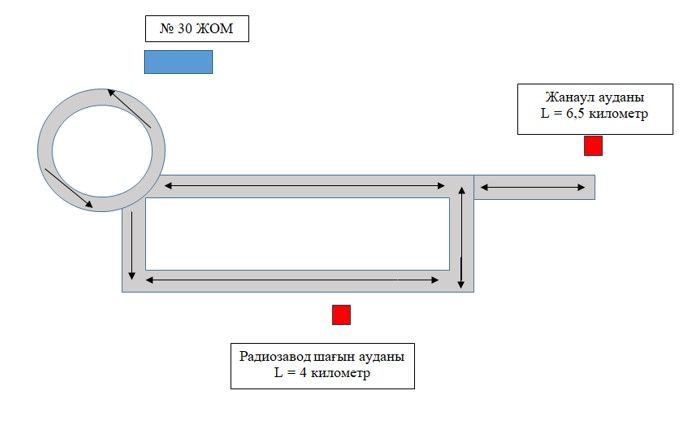 № 30 ЖОМ
Жанаул ауданы
L = 6,5 километр
Радиозавод шағын ауданы
L = 4 километр